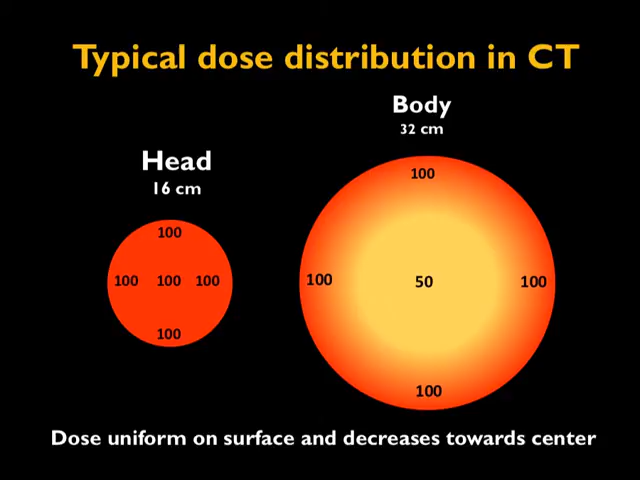 Typical dose distribution in CT
Head
16 cm
100
100 100 100
100
Body
32 cm
100
100 50 100
100
Dose uniform on surface and decreases towards center